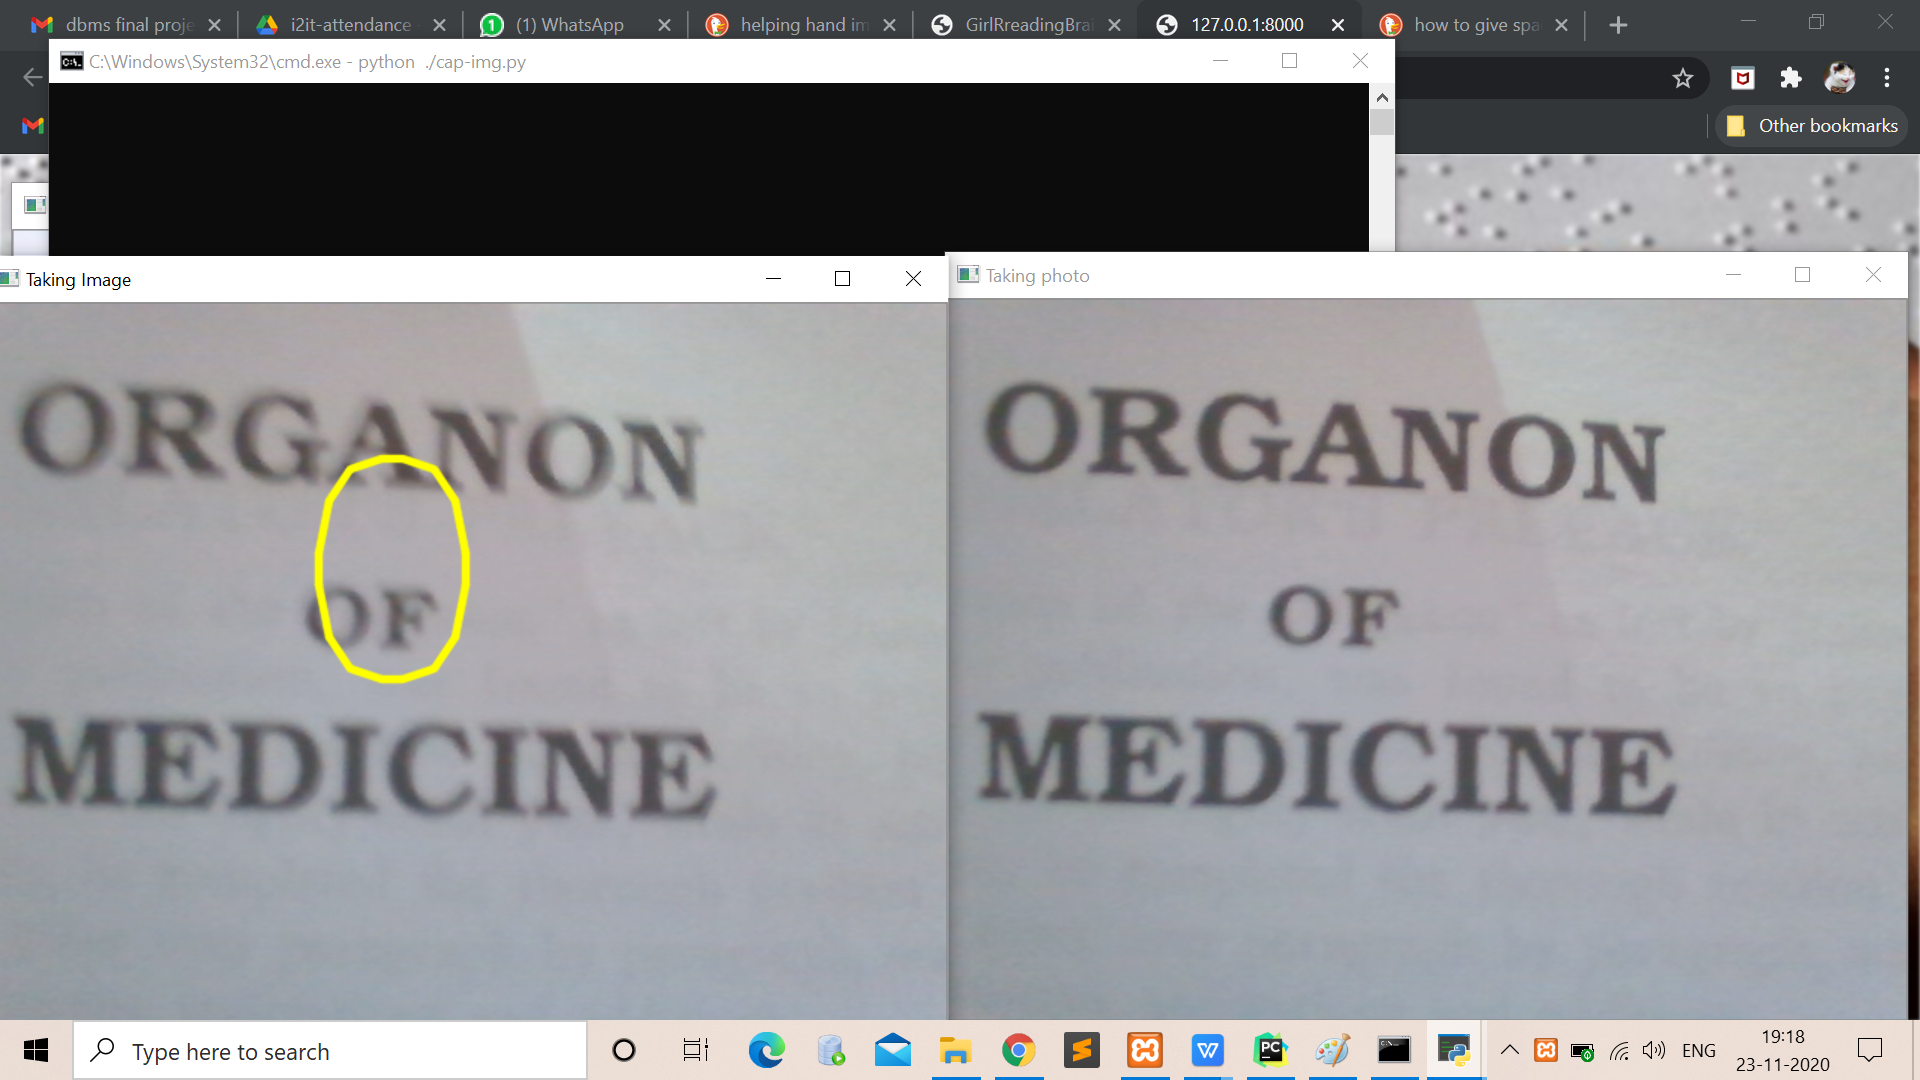 dbms final proje
i2it-attendance
(1) WhatsApp
helping hand im
GirlRreadingBrai
127.0.0.1:8000
how to give spa
C:\Windows\System32\cmd.exe - python ./cap-img.py
Other bookmarks
Taking Image
Taking photo
ORGANON
OF
MEDICINE
ORGANON
OF
MEDICINE
Type here to search
ENG
19:18
23-11-2020